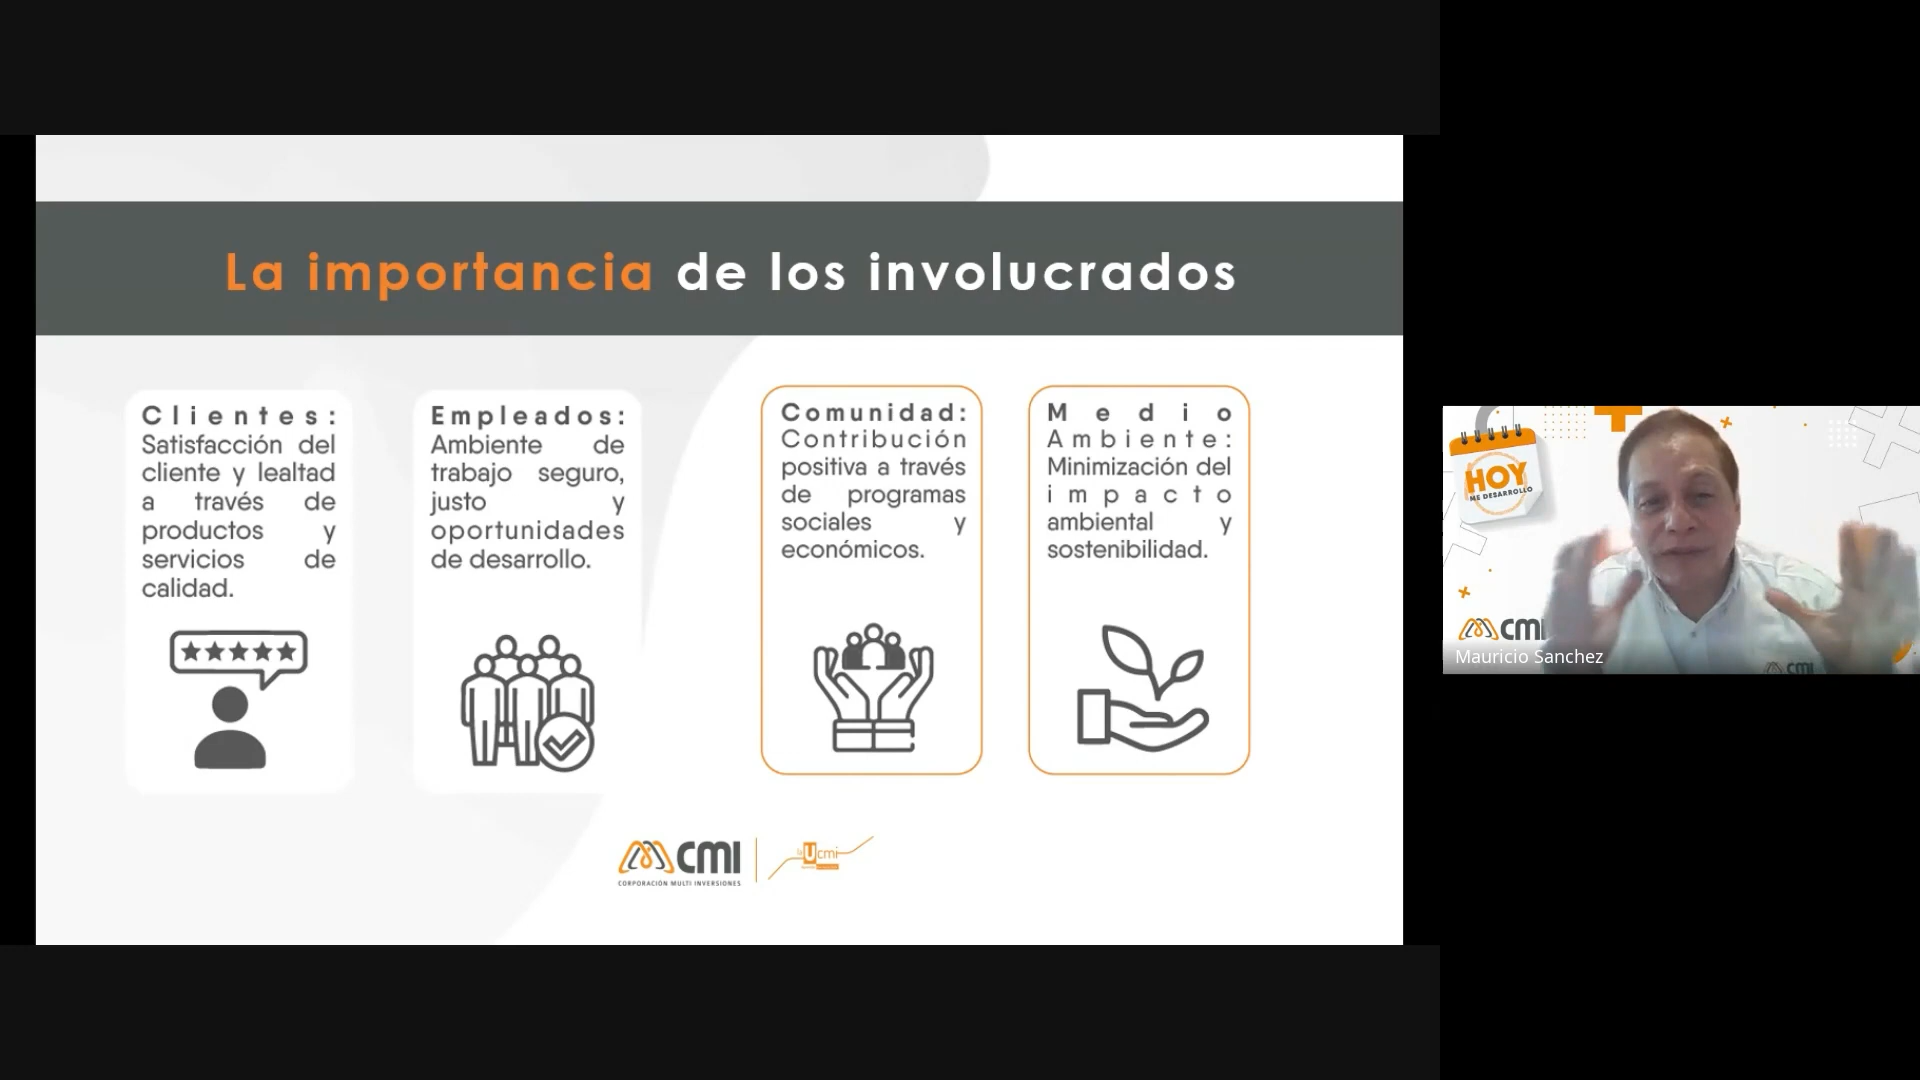 La importancia de los involucrados
Clientes:
Satisfacción del
cliente y lealtad
a través de
productos y
servicios de
calidad.
Empleados:
Ambiente de
trabajo seguro,
justo y
oportunidades
de desarrollo.
Comunidad:
Contribución
positiva a través
de programas
sociales y
económicos.
Medio
Ambiente:
Minimización del
impacto
ambiental y
sostenibilidad.
cmi
CORPORACIÓN MULTI INVERSIONES
Ucmi
HOY
ME DESARROLLO
cmi
Mauricio Sanchez
cmi